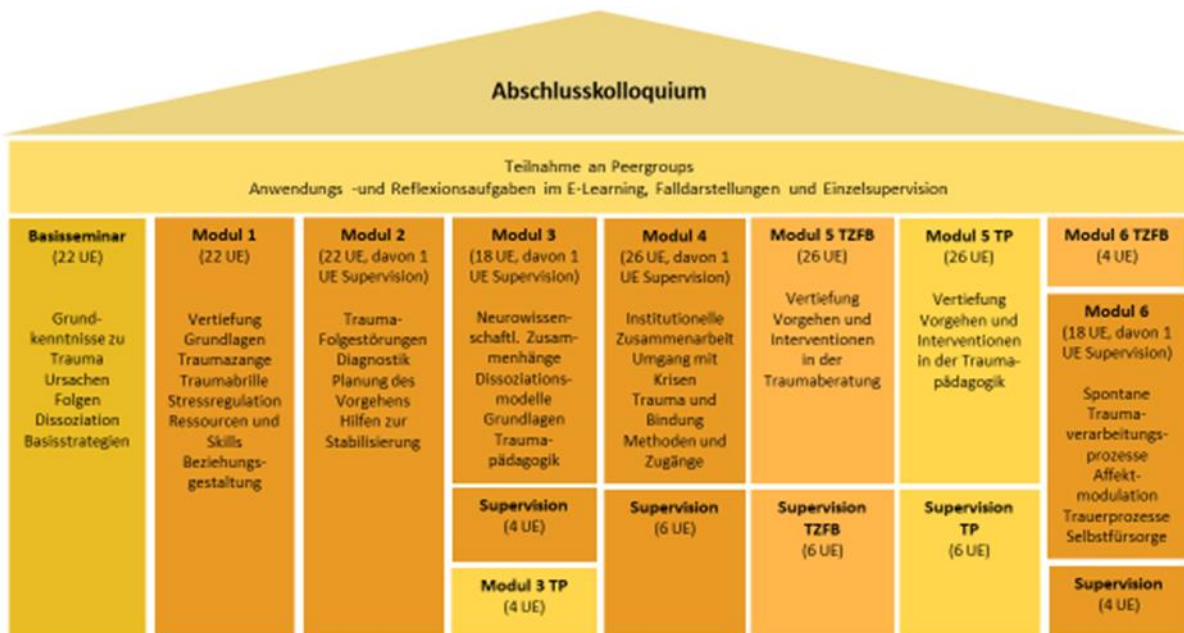 Abschlusskolloquium
Teilnahme an Peergroups
Anwendungs -und Reflexionsaufgaben im E-Learning, Falldarstellungen und Einzelsupervision
Basisseminar
(22 UE)
Grund-
kenntnisse zu
Trauma
Ursachen
Folgen
Dissoziation
Basisstrategien
Modul 1
(22 UE)
Vertiefung
Grundlagen
Traumazange
Traumabrille
Stressregulation
Ressourcen und
Skills
Beziehungs-
gestaltung
Modul 2
(22 UE, davon 1
UE Supervision)
Trauma-
Folgestörungen
Diagnostik
Planung des
Vorgehens
Hilfen zur
Stabilisierung
Modul 3
(18 UE, davon 1
UE Supervision)
Neurowissen-
schaftl. Zusam-
menhänge
Dissoziations-
modelle
Grundlagen
Trauma-
pädagogik
Supervision
(4 UE)
Modul 3 TP
(4 UE)
Modul 4
(26 UE, davon 1
UE Supervision)
Institutionelle
Zusammenarbeit
Umgang mit
Krisen
Trauma und
Bindung
Methoden und
Zugänge
Supervision
(6 UE)
Modul 5 TZFB
(26 UE)
Vertiefung
Vorgehen und
Interventionen
in der
Traumaberatung
Supervision
TZFB
(6 UE)
Modul 5 TP
(26 UE)
Vertiefung
Vorgehen und
Interventionen
in der Trauma-
pädagogik
Supervision
TP
(6 UE)
Modul 6 TZFB
(4 UE)
Modul 6
(18 UE, davon 1
UE Supervision)
Spontane
Trauma-
verarbeitungs-
prozesse
Affekt-
modulation
Trauerprozesse
Selbstfürsorge
Supervision
(4 UE)